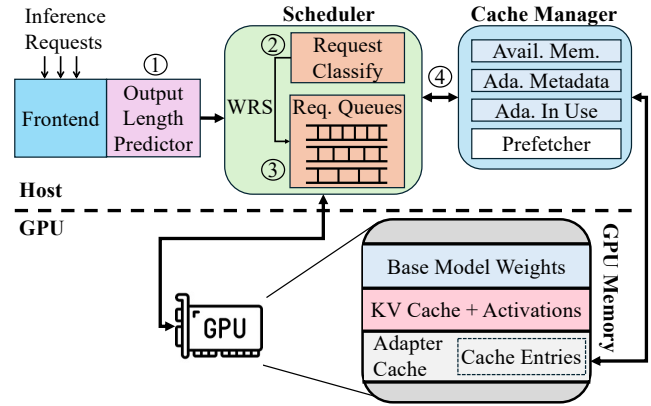 Inference
Requests
①
Frontend
Output
Length
Predictor
Scheduler
②
Request
Classify
WRS
Req. Queues
③
④
Cache Manager
Avail. Mem.
Ada. Metadata
Ada. In Use
Prefetcher
Host
GPU
GPU
Base Model Weights
KV Cache + Activations
Adapter
Cache
Cache Entries
GPU Memory